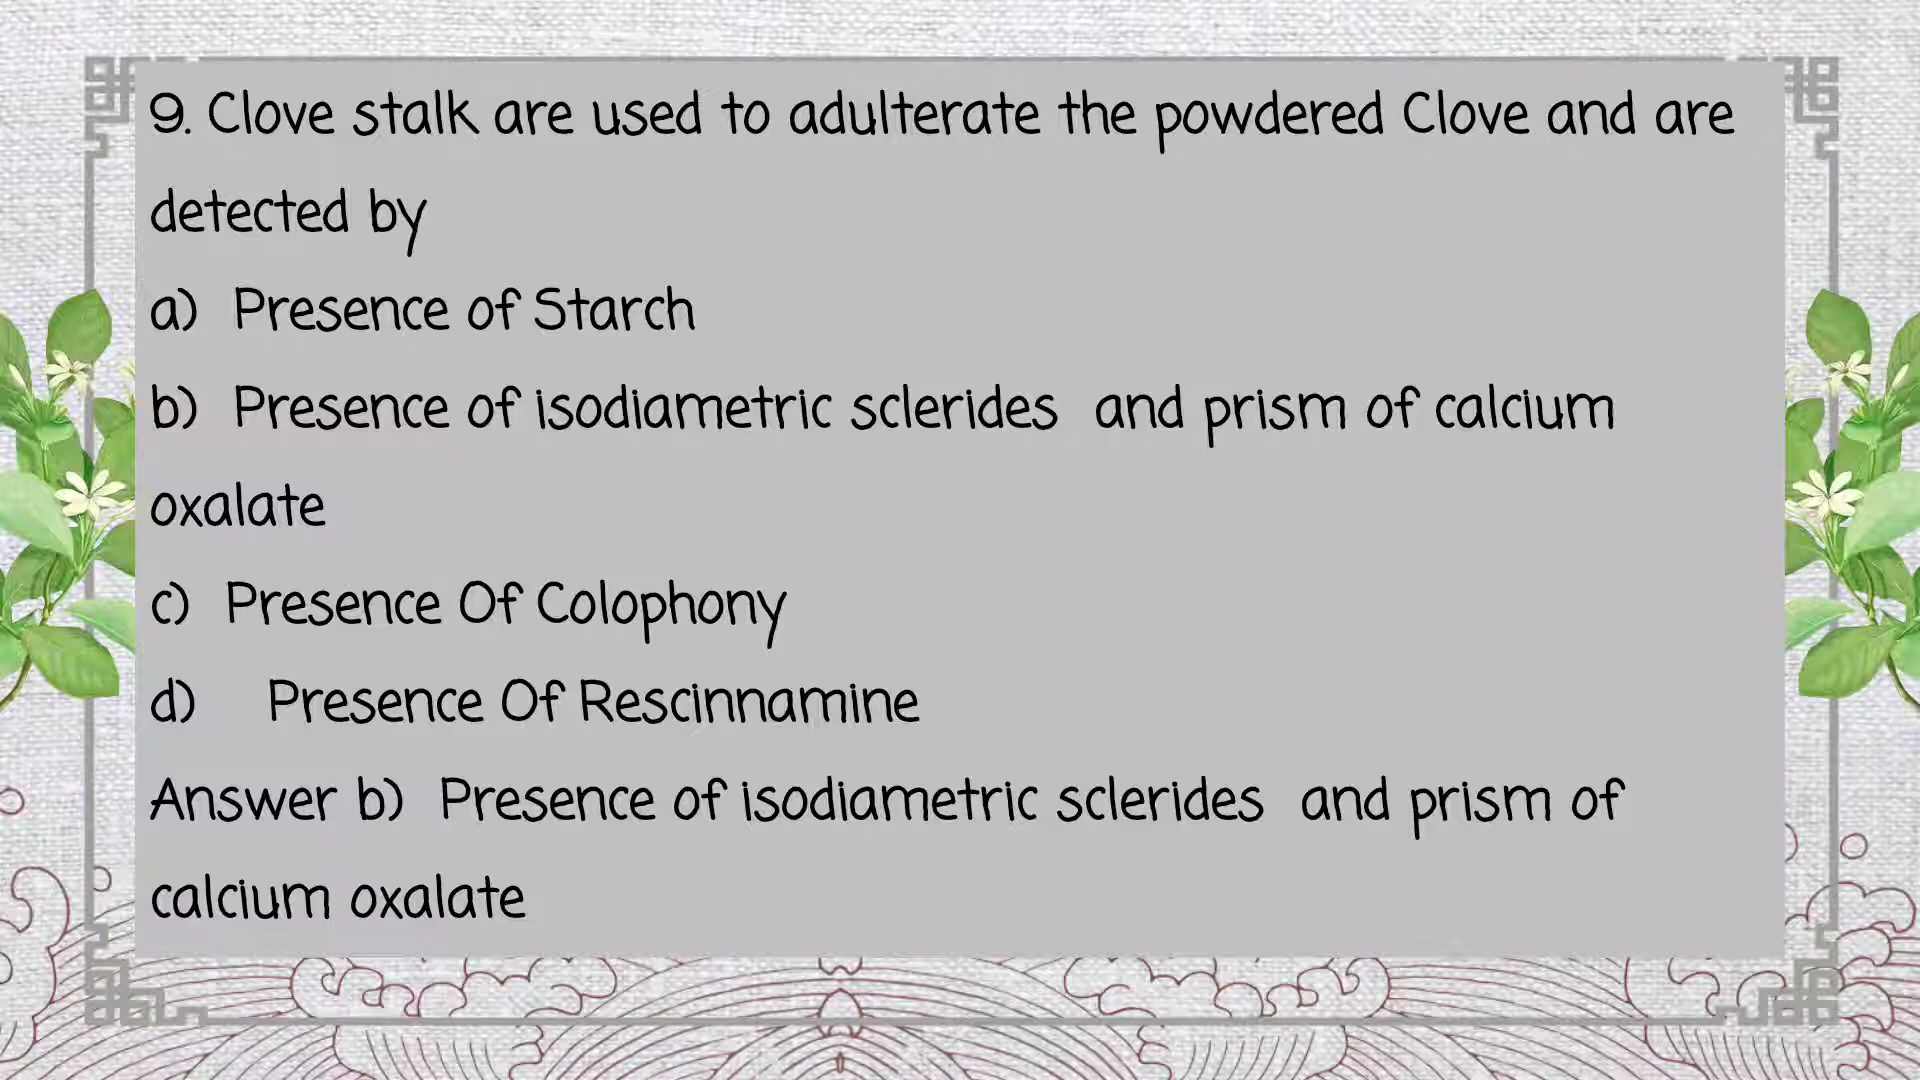 9. Clove stalk are used to adulterate the powdered Clove and are
detected by
a) Presence of Starch
b) Presence of isodiametric sclerides and prism of calcium
oxalate
c) Presence Of Colophony
d) Presence Of Rescinnamine
Answer b) Presence of isodiametric sclerides and prism of
calcium oxalate